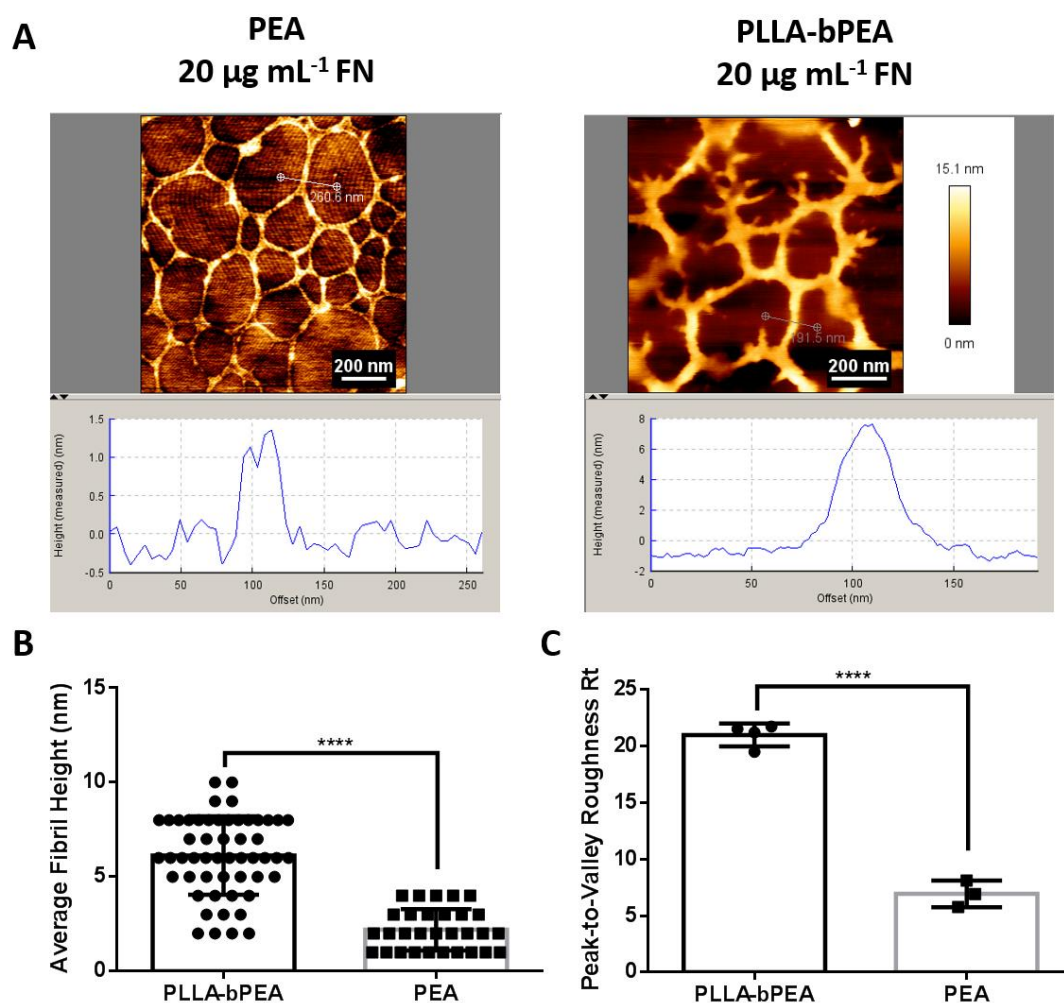 A
PEA
20 µg mL-1 FN
PLLA-bPEA
20 µg mL-1 FN
260.6 nm
200 nm
191.5 nm
200 nm
15.1 nm
0 nm
Height (measured) (nm)
1.5
1.0
0.5
0.0
-0.5
0 50 100 150 200 250
Offset (nm)
Height (measured) (nm)
8
6
4
2
0
-2
0 50 100 150
Offset (nm)
B
Average Fibril Height (nm)
15
10
5
0
****
PLLA-bPEA PEA
C
Peak-to-Valley Roughness Rt
25
20
15
10
5
0
****
PLLA-bPEA PEA